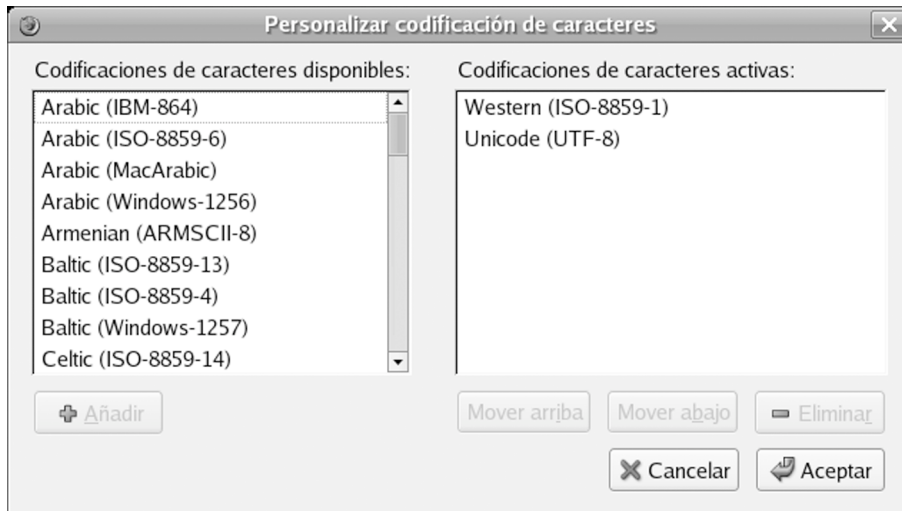 Personalizar codificación de caracteres
Codificaciones de caracteres disponibles:
Arabic (IBM-864)
Arabic (ISO-8859-6)
Arabic (MacArabic)
Arabic (Windows-1256)
Armenian (ARMSCII-8)
Baltic (ISO-8859-13)
Baltic (ISO-8859-4)
Baltic (Windows-1257)
Celtic (ISO-8859-14)
Añadir
Codificaciones de caracteres activas:
Western (ISO-8859-1)
Unicode (UTF-8)
Mover arriba
Mover abajo
Eliminar
Cancelar
Aceptar